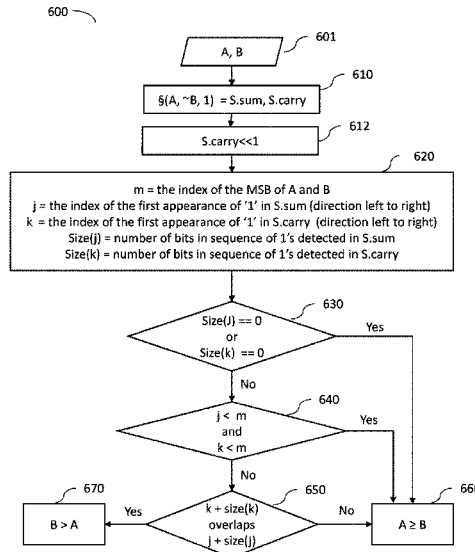 600
601
A, B
610
§(A, ~B, 1) = S.sum, S.carry
612
S.carry<<1
620
m = the index of the MSB of A and B
j = the index of the first appearance of '1' in S.sum (direction left to right)
k = the index of the first appearance of '1' in S.carry (direction left to right)
Size(j) = number of bits in sequence of 1's detected in S.sum
Size(k) = number of bits in sequence of 1's detected in S.carry
630
Size(J) == 0
or
Size(k) == 0
Yes
No
640
j < m
and
k < m
Yes
No
650
k + size(k)
overlaps
j + size(j)
Yes
No
670
B > A
660
A ≥ B